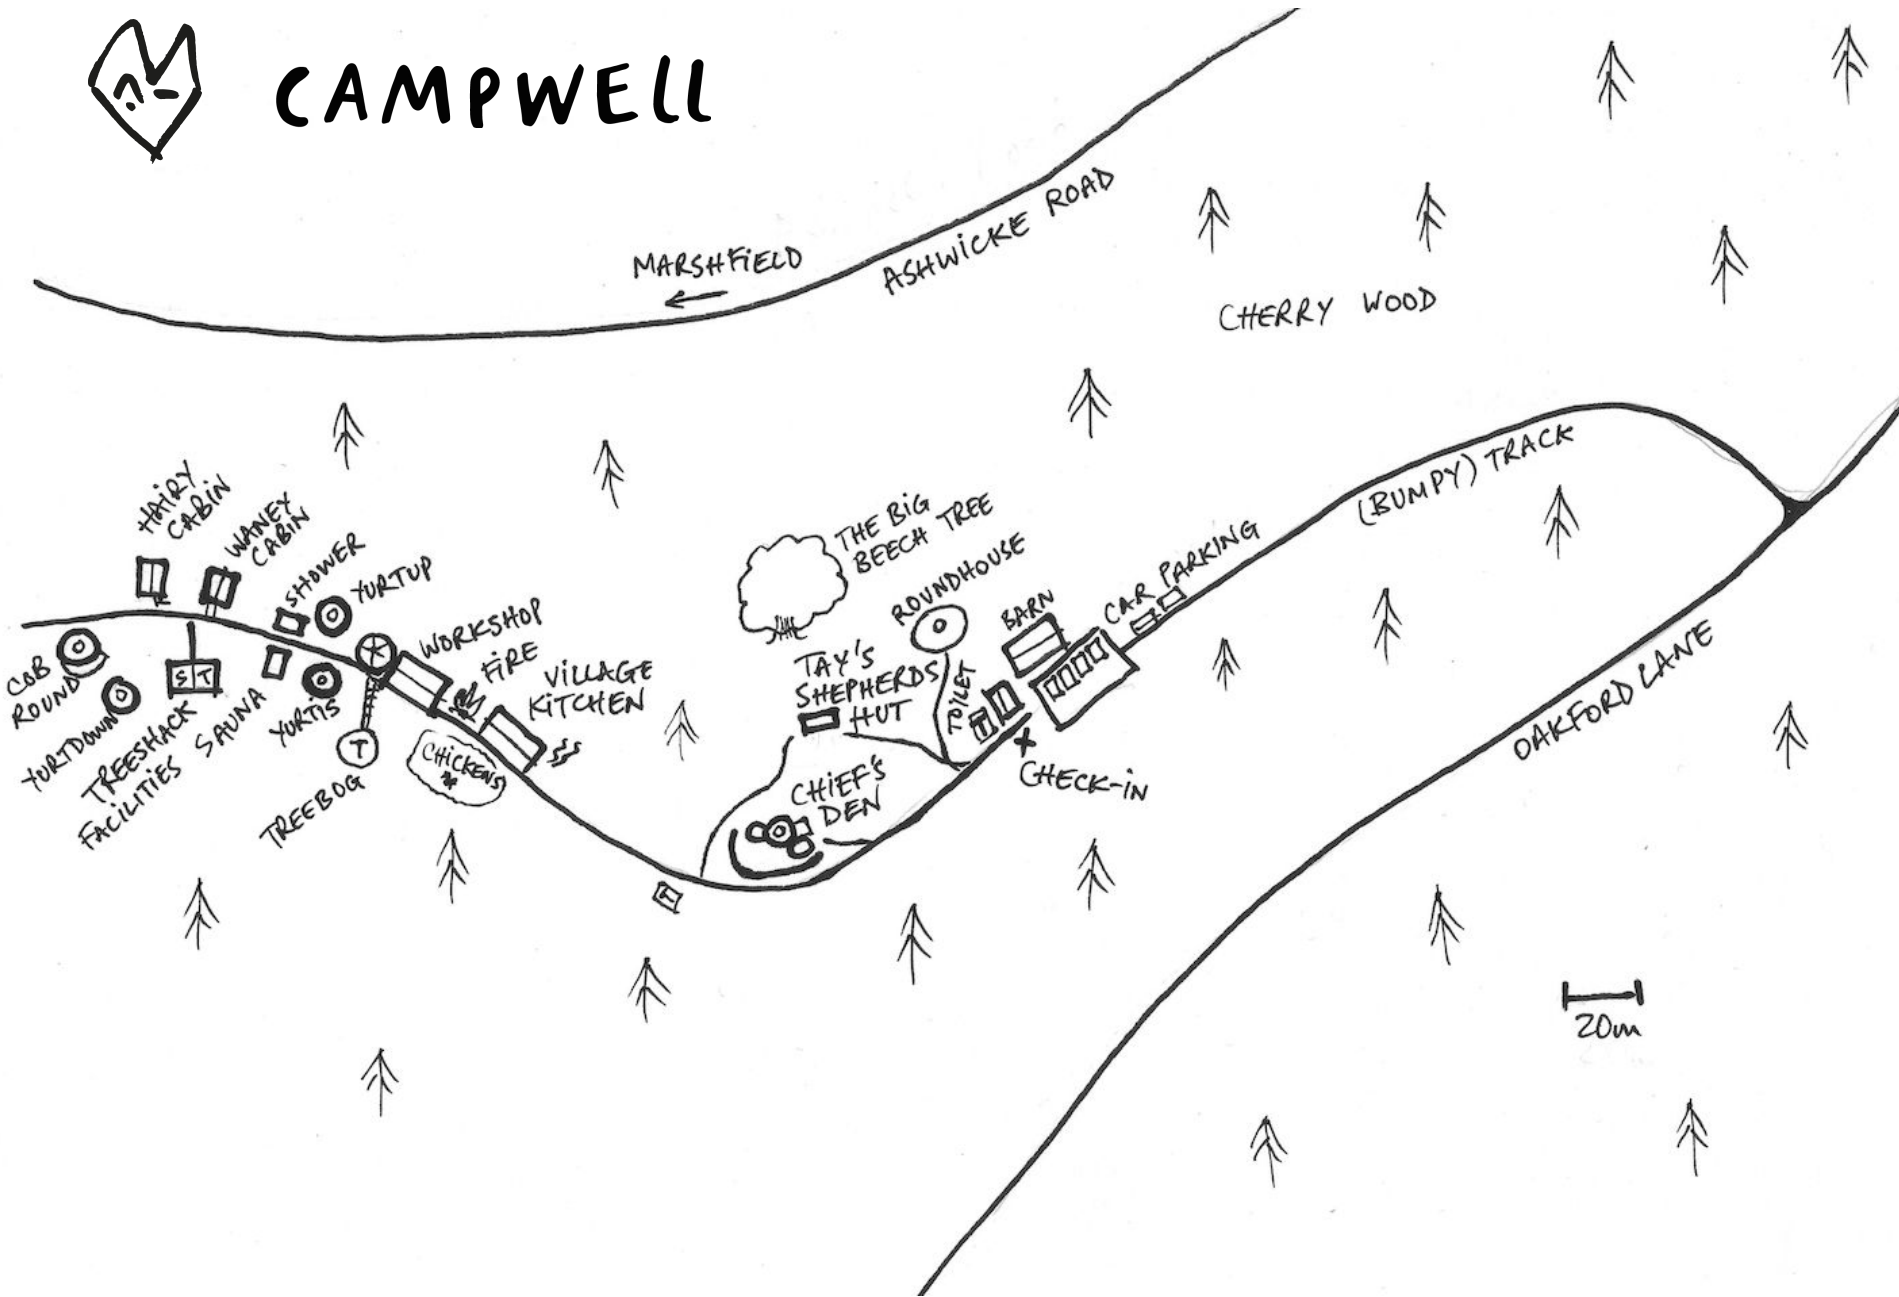 CAMPWELL
MARSHFIELD
ASHWICKE ROAD
CHERRY WOOD
(BUMPY) TRACK
HAIRY
CABIN
WANEY
CABIN
SHOWER
YURTUP
WORKSHOP
FIRE
VILLAGE
KITCHEN
THE BIG
BEECH TREE
ROUNDHOUSE
BARN
CAR PARKING
COB
ROUND
YURTDOWN
S T
TREESHACK
FACILITIES
SAUNA
YURTIS
T
TREEBOG
CHICKENS
TAY'S
SHEPHERDS
HUT
TOILET
T
CHECK-IN
CHIEF'S
DEN
OAKFORD LANE
20m